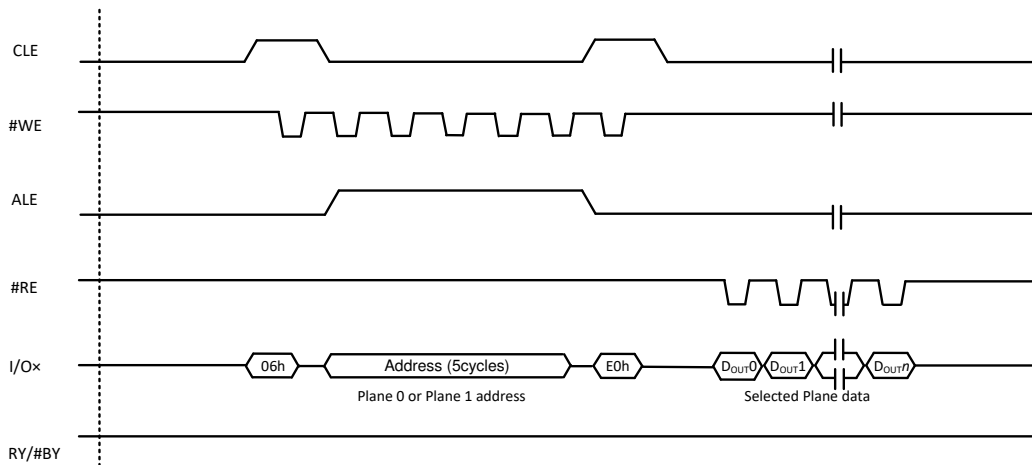 CLE
#WE
ALE
#RE
I/O×
06h
Address (5cycles)
E0h
DOUT0
DOUT1
DOUTn
Plane 0 or Plane 1 address
Selected Plane data
RY/#BY